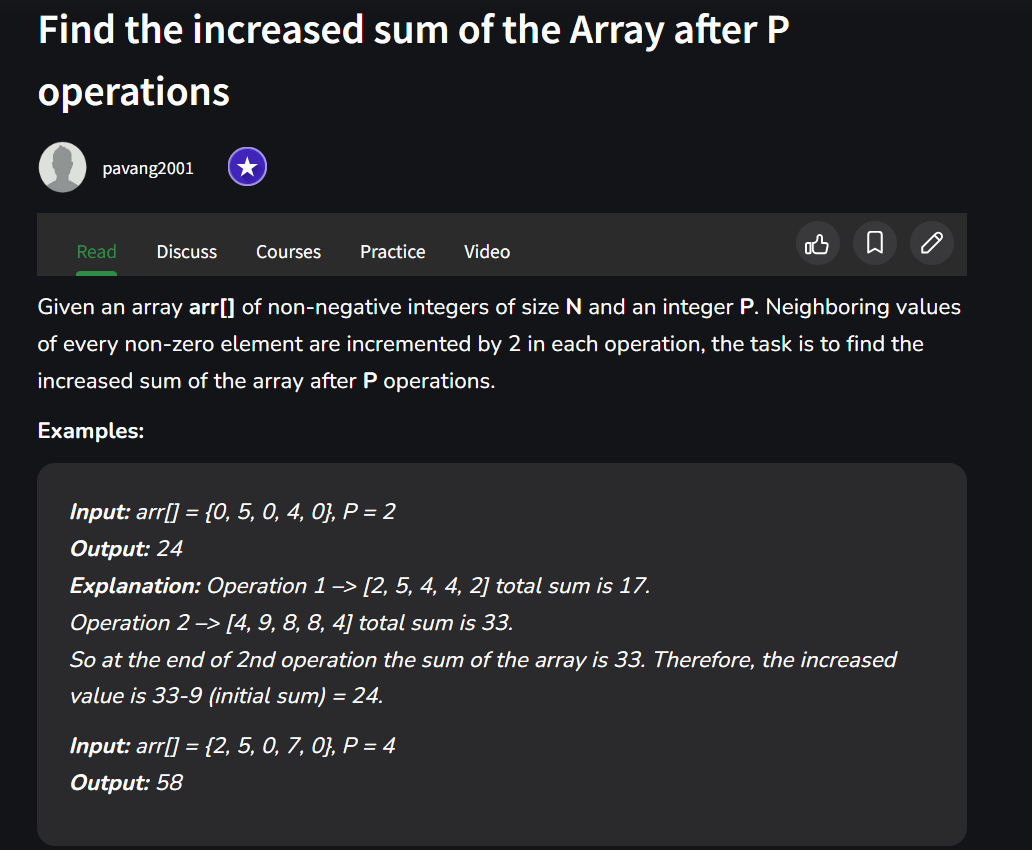 Find the increased sum of the Array after P
operations
pavang2001
Read Discuss Courses Practice Video
Given an array arr[] of non-negative integers of size N and an integer P. Neighboring values
of every non-zero element are incremented by 2 in each operation, the task is to find the
increased sum of the array after P operations.
Examples:
Input: arr[] = {0, 5, 0, 4, 0}, P = 2
Output: 24
Explanation: Operation 1 –> [2, 5, 4, 4, 2] total sum is 17.
Operation 2 –> [4, 9, 8, 8, 4] total sum is 33.
So at the end of 2nd operation the sum of the array is 33. Therefore, the increased
value is 33-9 (initial sum) = 24.
Input: arr[] = {2, 5, 0, 7, 0}, P = 4
Output: 58